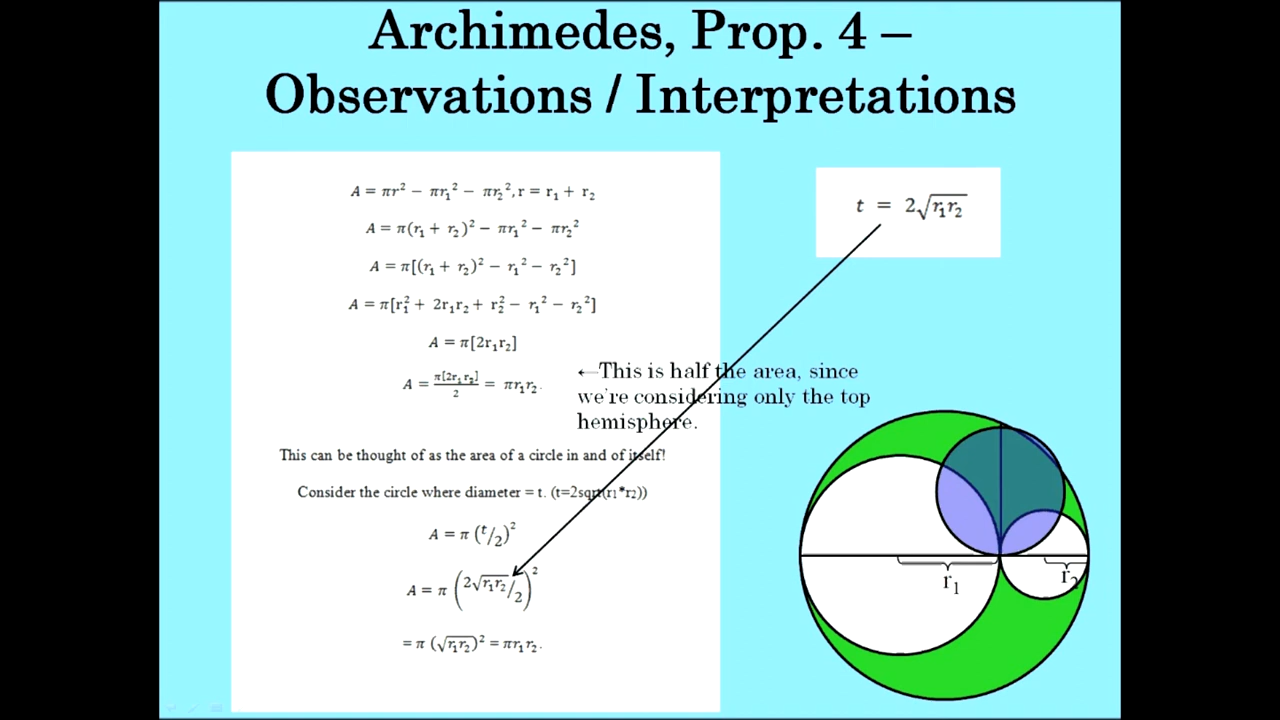 Archimedes, Prop. 4 –
Observations / Interpretations
A = πr² − πr₁² − πr₂², r = r₁ + r₂
A = π(r₁ + r₂)² − πr₁² − πr₂²
A = π[(r₁ + r₂)² − r₁² − r₂²]
A = π[r₁² + 2r₁r₂ + r₂² − r₁² − r₂²]
A = π[2r₁r₂]
A = π[2r₁r₂]/2 = πr₁r₂.
This can be thought of as the area of a circle in and of itself!
Consider the circle where diameter = t. (t=2sqrt(r₁*r₂))
A = π (t/2)²
A = π (2√r₁r₂/2)²
= π (√r₁r₂)² = πr₁r₂.
t = 2√r₁r₂
←This is half the area, since
we're considering only the top
hemisphere.
r₁
r₂